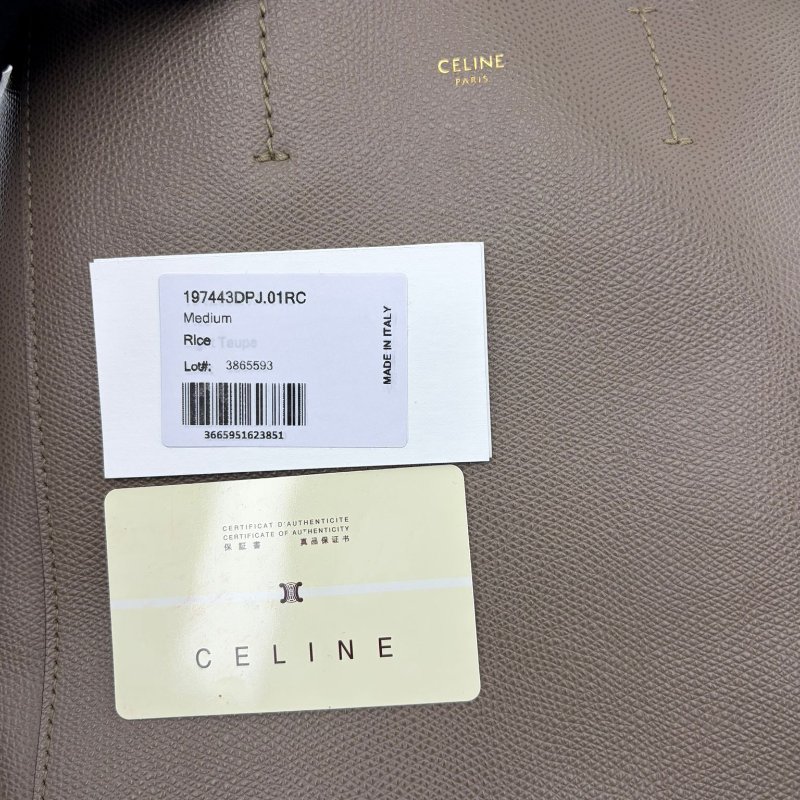 CELINE
PARIS
197443DPJ.01RC
Medium
Rice Taupe
Lot#: 3865593
MADE IN ITALY
3665951623851
CERTIFICAT D'AUTHENTICITE
CERTIFICATE OF AUTHENTICITY
保証書 真品保证书
CELINE